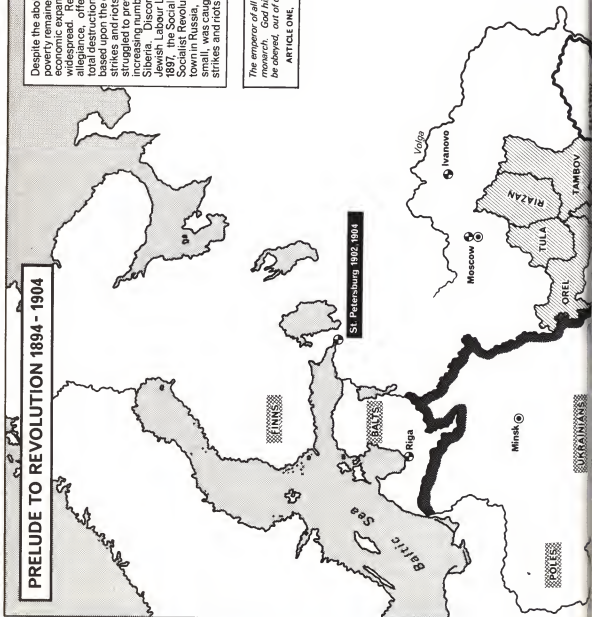 PRELUDE TO REVOLUTION 1894 - 1904
Despite the abo
poverty remaine
economic expan
widespread. Re
allegiance, offe
total destruction
based upon the
strikes and riots
struggled to pre
increasing numb
Siberia. Discon
Jewish Labour L
1897, the Social
Socialist Revolu
town in Russia,
small, was caug
strikes and riots
The emperor of all
monarch. God hi
be obeyed, out of
ARTICLE ONE,
FINNS
St. Petersburg 1902,1904
BALTS
Riga
Baltic Sea
Volga
Ivanovo
Moscow
RIAZAN
TULA
TAMBOV
OREL
Minsk
POLES
UKRAINIANS